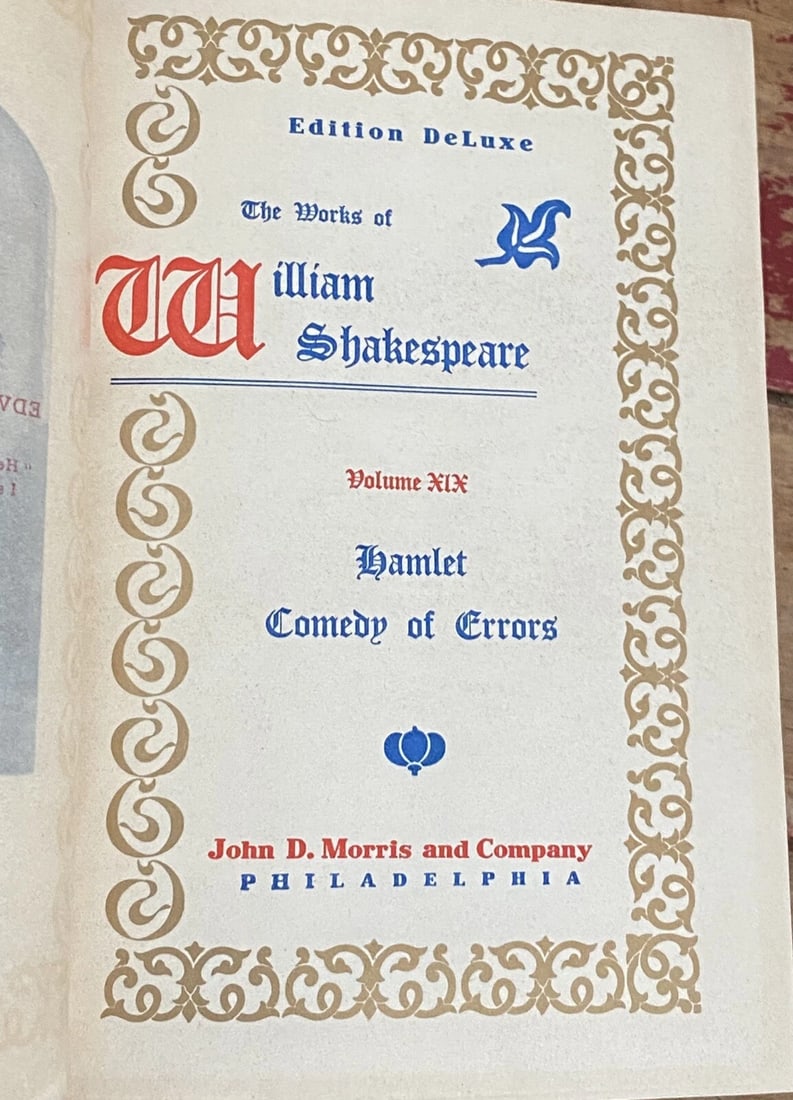 Edition DeLuxe
The Works of
William
Shakespeare
Volume XIX
Hamlet
Comedy of Errors
John D. Morris and Company
PHILADELPHIA